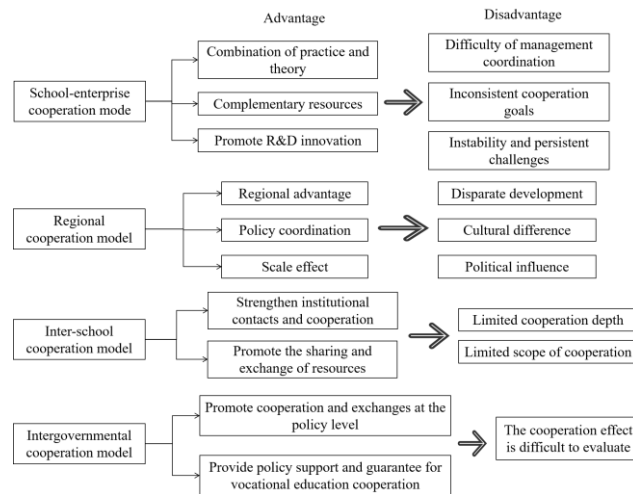 Advantage
Disadvantage
School-enterprise
cooperation mode
Combination of practice and
theory
Complementary resources
Promote R&D innovation
Difficulty of management
coordination
Inconsistent cooperation
goals
Instability and persistent
challenges
Regional
cooperation model
Regional advantage
Policy coordination
Scale effect
Disparate development
Cultural difference
Political influence
Inter-school
cooperation model
Strengthen institutional
contacts and cooperation
Promote the sharing and
exchange of resources
Limited cooperation depth
Limited scope of cooperation
Intergovernmental
cooperation model
Promote cooperation and exchanges at the
policy level
Provide policy support and guarantee for
vocational education cooperation
The cooperation effect
is difficult to evaluate